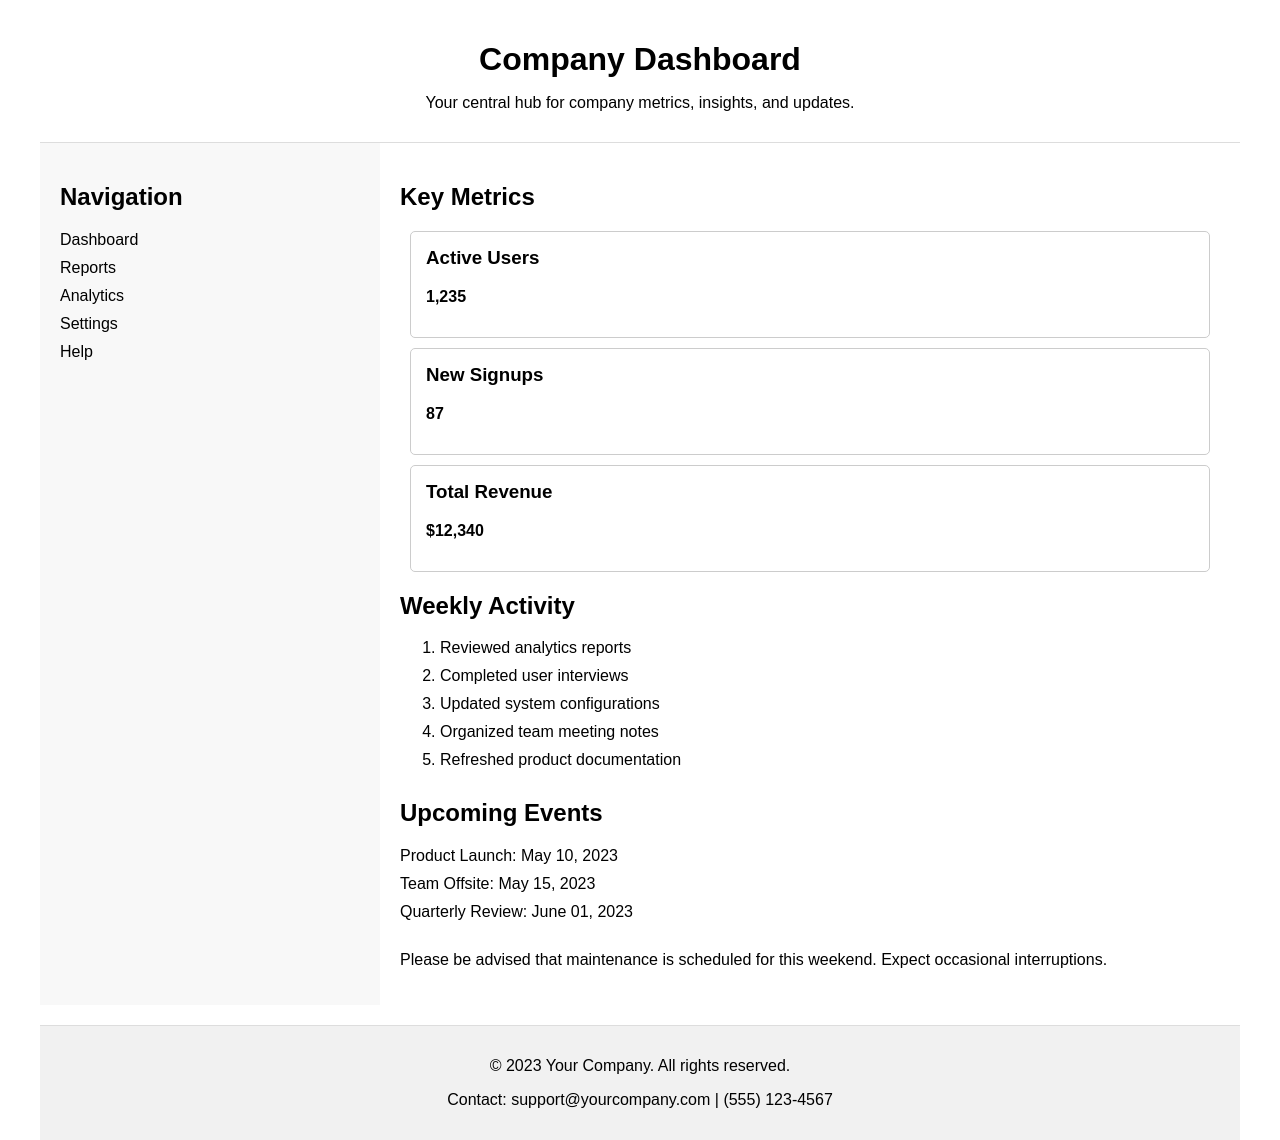 Company Dashboard
Your central hub for company metrics, insights, and updates.
Navigation
Dashboard
Reports
Analytics
Settings
Help
Key Metrics
Active Users
1,235
New Signups
87
Total Revenue
$12,340
Weekly Activity
1. Reviewed analytics reports
2. Completed user interviews
3. Updated system configurations
4. Organized team meeting notes
5. Refreshed product documentation
Upcoming Events
Product Launch: May 10, 2023
Team Offsite: May 15, 2023
Quarterly Review: June 01, 2023
Please be advised that maintenance is scheduled for this weekend. Expect occasional interruptions.
© 2023 Your Company. All rights reserved.
Contact: support@yourcompany.com | (555) 123-4567